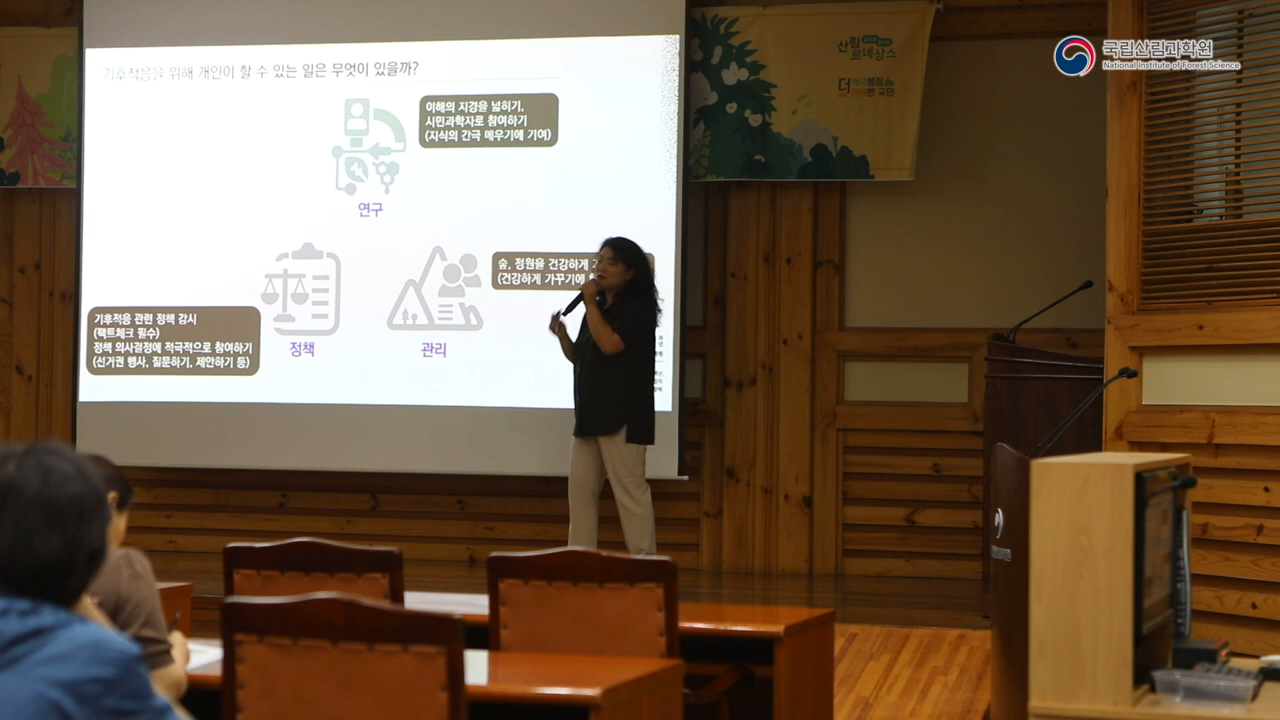 기후적응을 위해 개인이 할 수 있는 일은 무엇이 있을까?
이해의 지경을 넓히기,
시민과학자로 참여하기
(지식의 간극 메우기에 기여)
연구
숲, 정원을 건강하게
(건강하게 가꾸기에
기후적응 관련 정책 감시
(팩트체크 필수)
정책 의사결정에 적극적으로 참여하기
(선거권 행사, 질문하기, 제안하기 등)
정책
관리
산림
르네상스
더
국민
국립산림과학원
National Institute of Forest Science